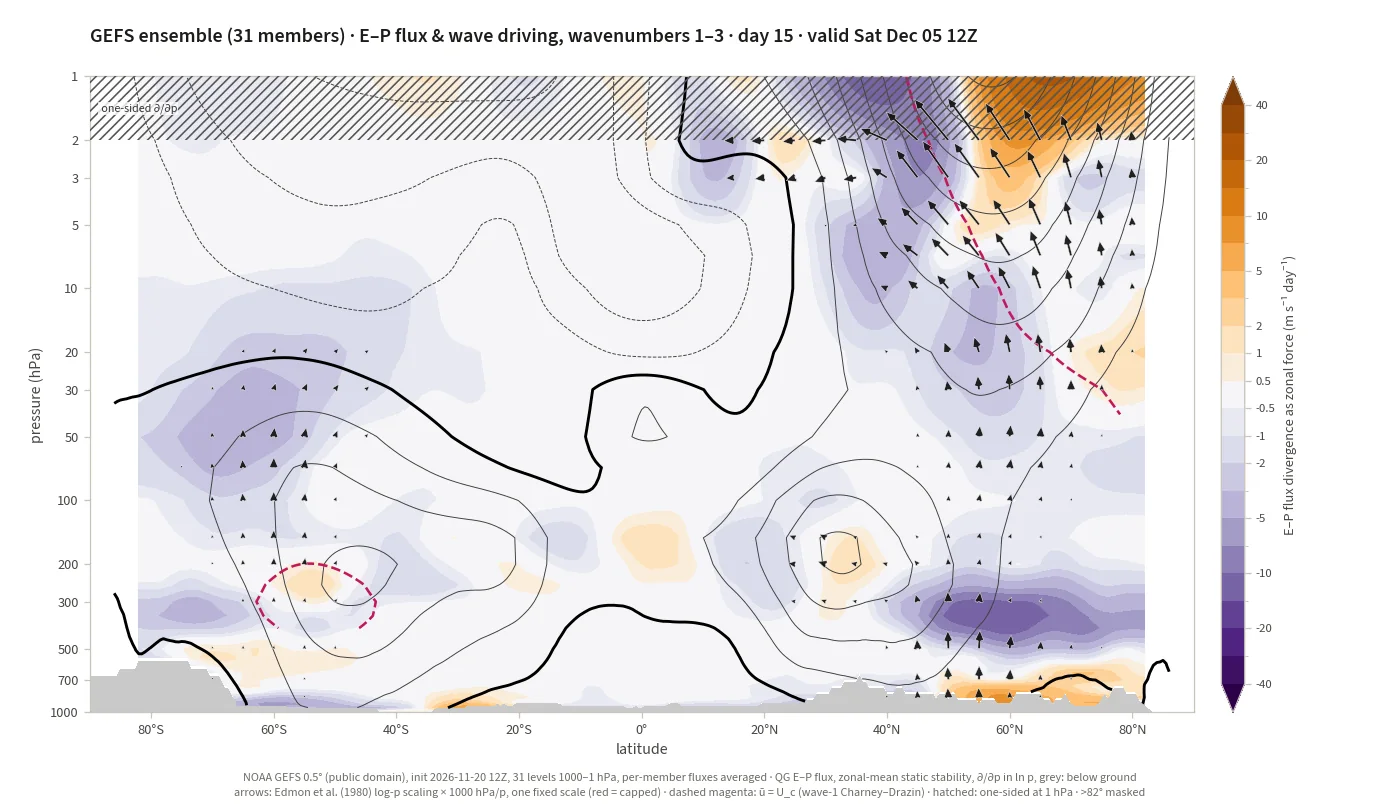 GEFS ensemble (31 members) · E–P flux & wave driving, wavenumbers 1–3 · day 15 · valid Sat Dec 05 12Z
one-sided ∂/∂p
1
2
3
5
10
20
30
50
100
200
300
500
700
1000
pressure (hPa)
80°S
60°S
40°S
20°S
0°
20°N
40°N
60°N
80°N
latitude
40
20
10
5
2
1
0.5
-0.5
-1
-2
-5
-10
-20
-40
E–P flux divergence as zonal force (m s⁻¹ day⁻¹)
NOAA GEFS 0.5° (public domain), init 2026-11-20 12Z, 31 levels 1000–1 hPa, per-member fluxes averaged · QG E–P flux, zonal-mean static stability, ∂/∂p in ln p, grey: below ground
arrows: Edmon et al. (1980) log-p scaling × 1000 hPa/p, one fixed scale (red = capped) · dashed magenta: ū = U_c (wave-1 Charney–Drazin) · hatched: one-sided at 1 hPa · >82° masked